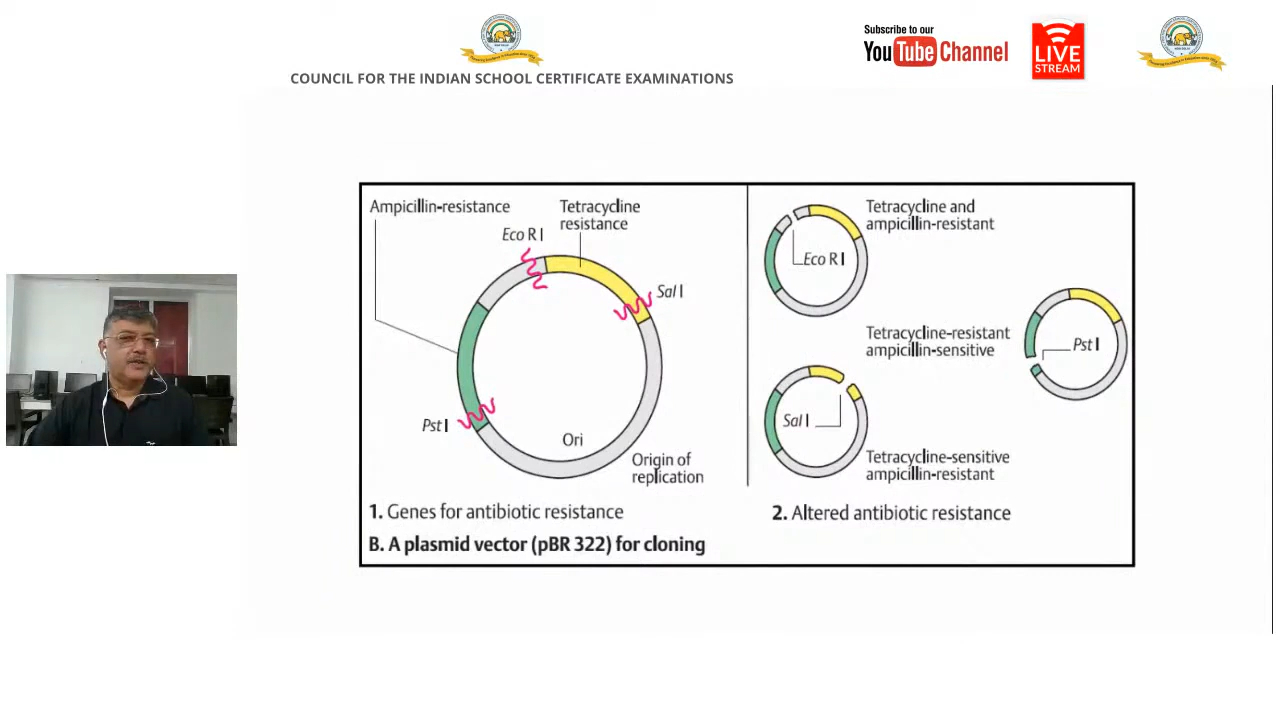 COUNCIL FOR THE INDIAN SCHOOL CERTIFICATE EXAMINATIONS
Subscribe to our
YouTube Channel
LIVE
STREAM
Ampicillin-resistance
Tetracycline
resistance
Eco R I
Sal I
Pst I
Ori
Origin of
replication
1. Genes for antibiotic resistance
B. A plasmid vector (pBR 322) for cloning
Tetracycline and
ampicillin-resistant
Eco R I
Tetracycline-resistant
ampicillin-sensitive
Pst I
Sal I
Tetracycline-sensitive
ampicillin-resistant
2. Altered antibiotic resistance